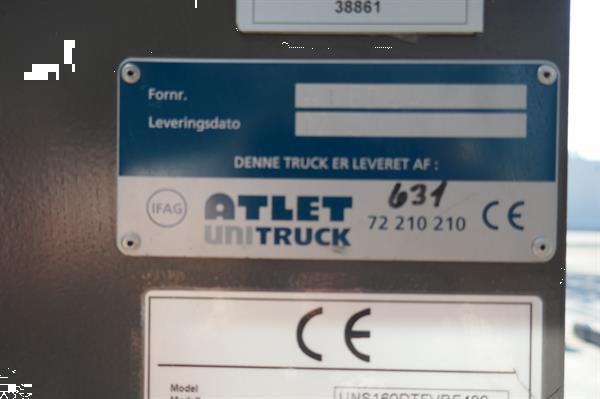 38861
Fornr.
Leveringsdato
DENNE TRUCK ER LEVERET AF :
IFAG ATLET 631
UNITRUCK 72 210 210 CE
CE
Model